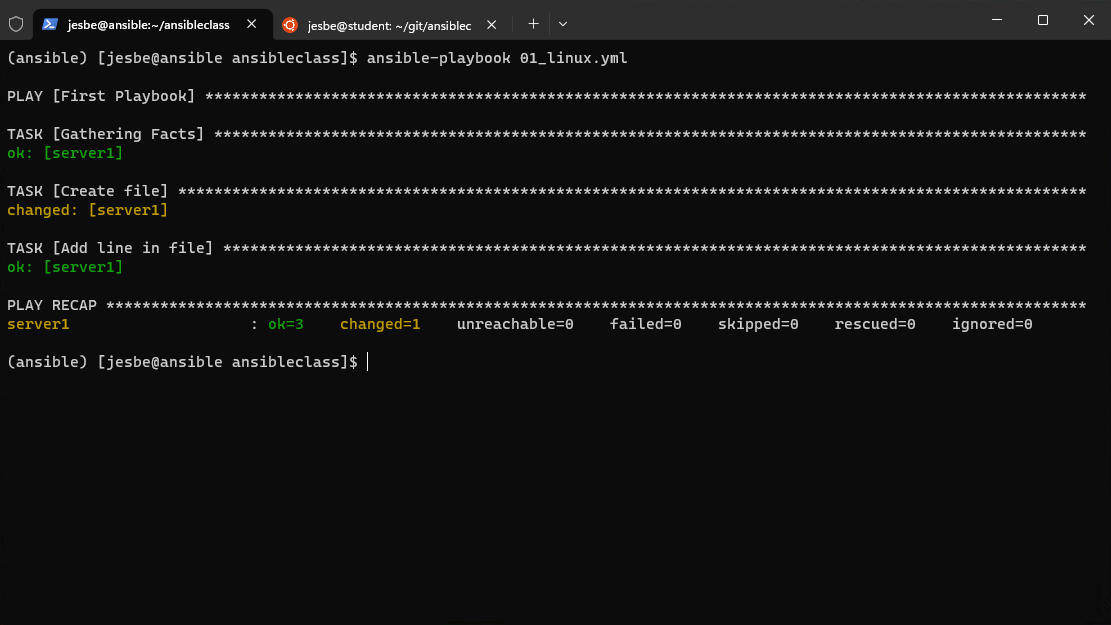 jesbe@ansible:~/ansibleclass
jesbe@student: ~/git/ansiblec
(ansible) [jesbe@ansible ansibleclass]$ ansible-playbook 01_linux.yml
PLAY [First Playbook] **************************************************************************************************
TASK [Gathering Facts] *************************************************************************************************
ok: [server1]
TASK [Create file] *****************************************************************************************************
changed: [server1]
TASK [Add line in file] ************************************************************************************************
ok: [server1]
PLAY RECAP *************************************************************************************************************
server1                    : ok=3    changed=1    unreachable=0    failed=0    skipped=0    rescued=0    ignored=0
(ansible) [jesbe@ansible ansibleclass]$